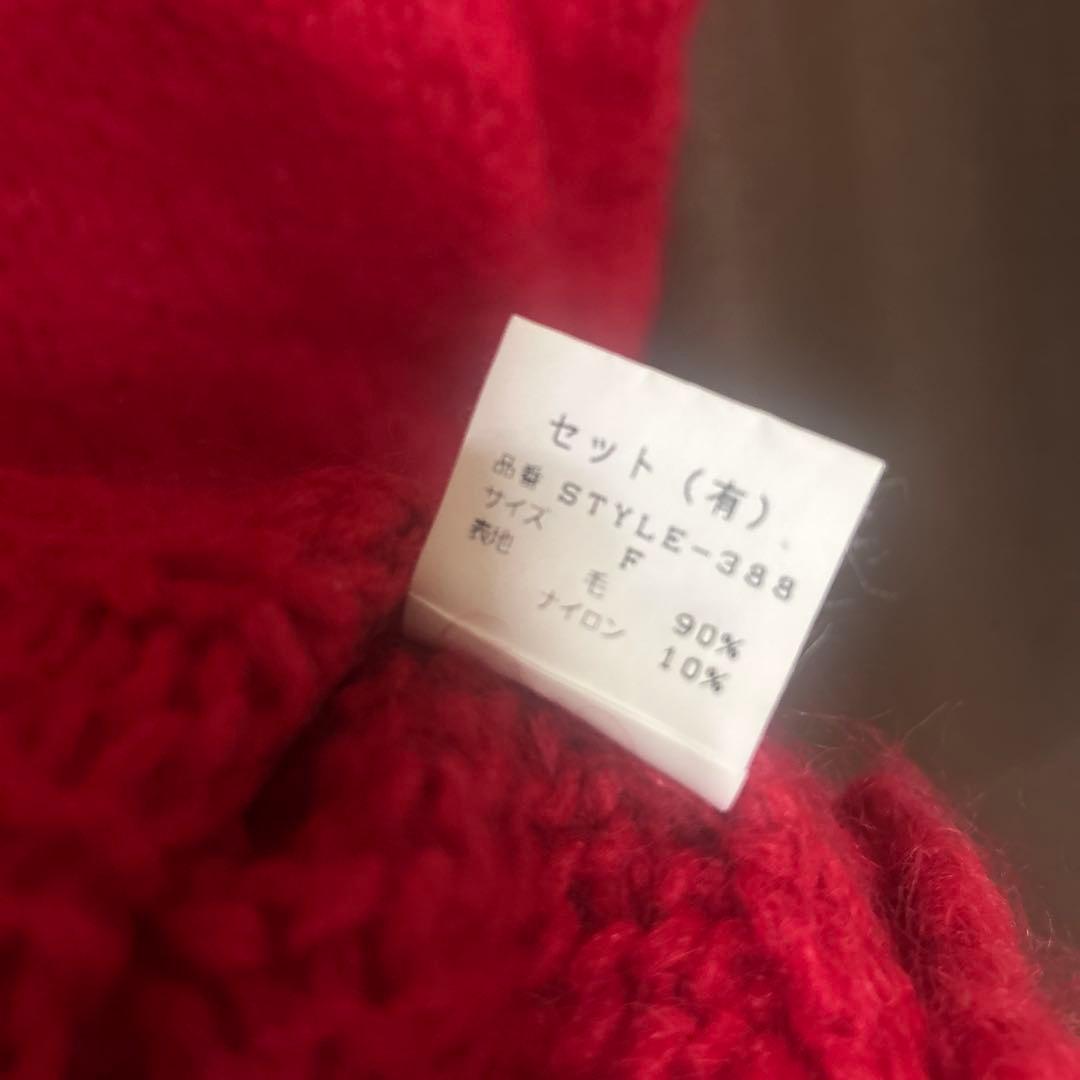 セット（有）
品番 STYLE-388
サイズ F
表地 毛 90%
ナイロン 10%